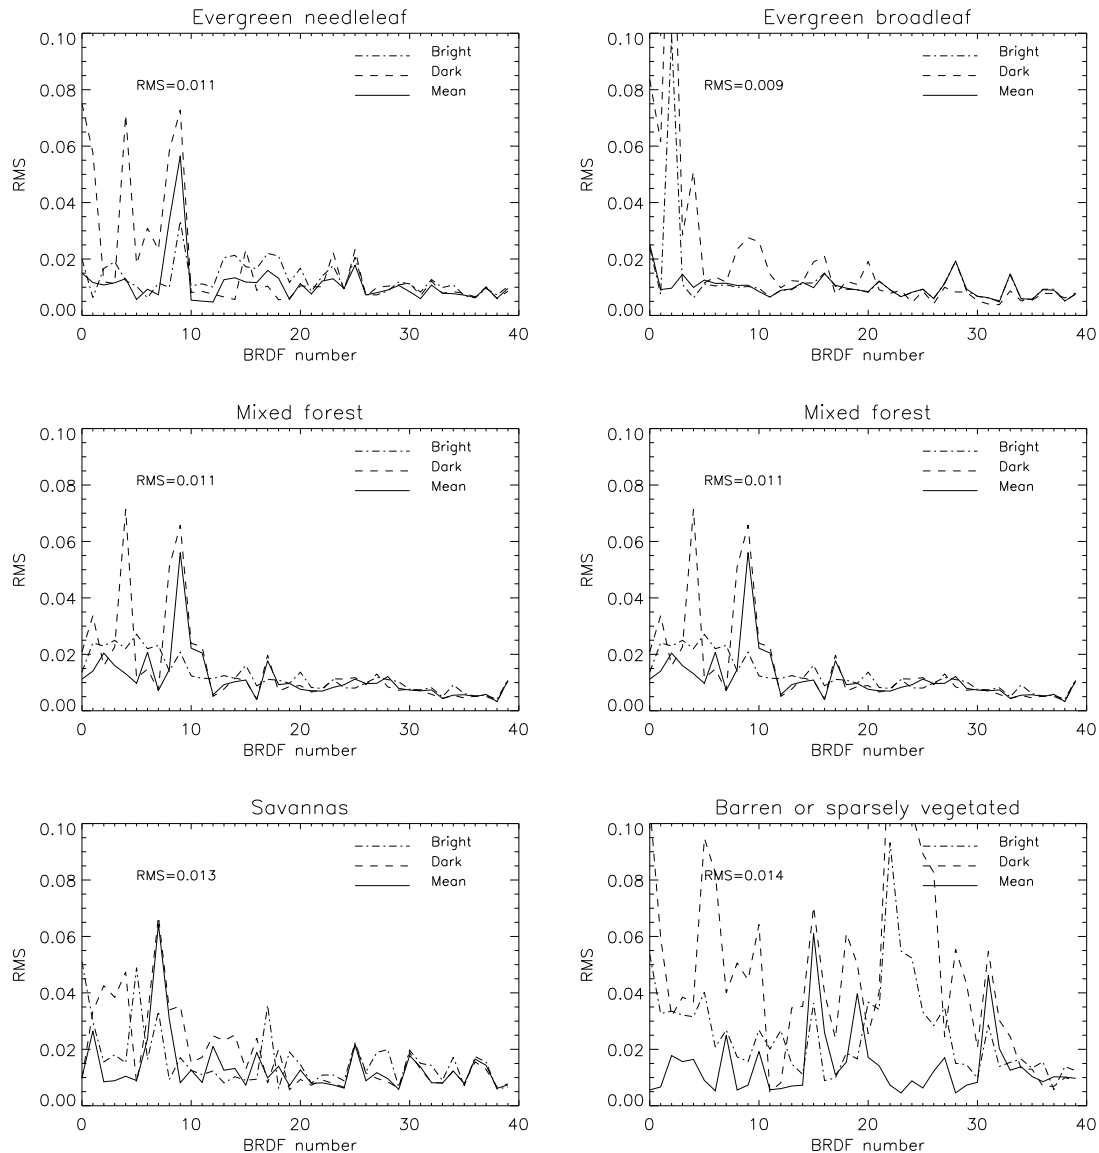 Evergreen needleleaf
0.10
0.08
0.06
0.04
0.02
0.00
RMS
RMS=0.011
Bright
Dark
Mean
0 10 20 30 40
BRDF number
Evergreen broadleaf
0.10
0.08
0.06
0.04
0.02
0.00
RMS
RMS=0.009
Bright
Dark
Mean
0 10 20 30 40
BRDF number
Mixed forest
0.10
0.08
0.06
0.04
0.02
0.00
RMS
RMS=0.011
Bright
Dark
Mean
0 10 20 30 40
BRDF number
Mixed forest
0.10
0.08
0.06
0.04
0.02
0.00
RMS
RMS=0.011
Bright
Dark
Mean
0 10 20 30 40
BRDF number
Savannas
0.10
0.08
0.06
0.04
0.02
0.00
RMS
RMS=0.013
Bright
Dark
Mean
0 10 20 30 40
BRDF number
Barren or sparsely vegetated
0.10
0.08
0.06
0.04
0.02
0.00
RMS
RMS=0.014
Bright
Dark
Mean
0 10 20 30 40
BRDF number